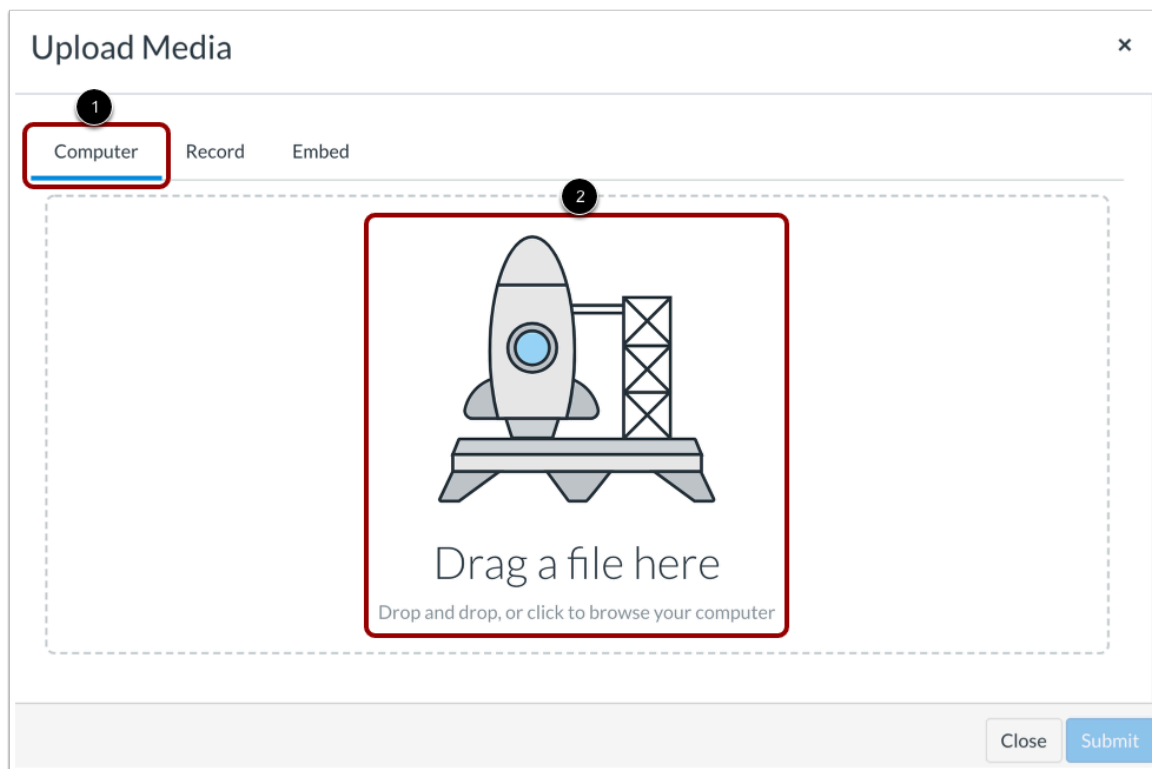 Upload Media
×
1
Computer Record Embed
2
Drag a file here
Drop and drop, or click to browse your computer
Close Submit